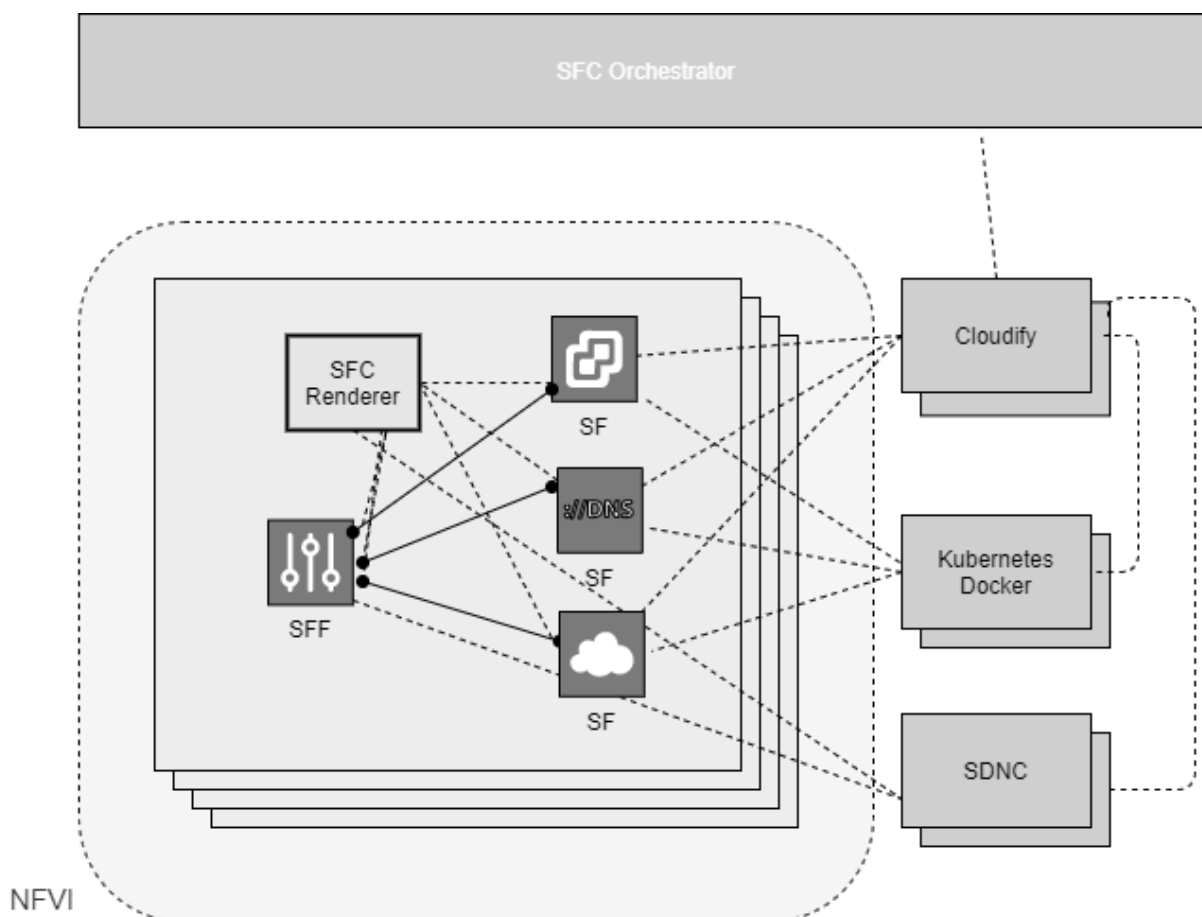 SFC Orchestrator
SFC
Renderer
SF
Cloudify
://DNS
SF
SFF
Kubernetes
Docker
SF
SDNC
NFVI